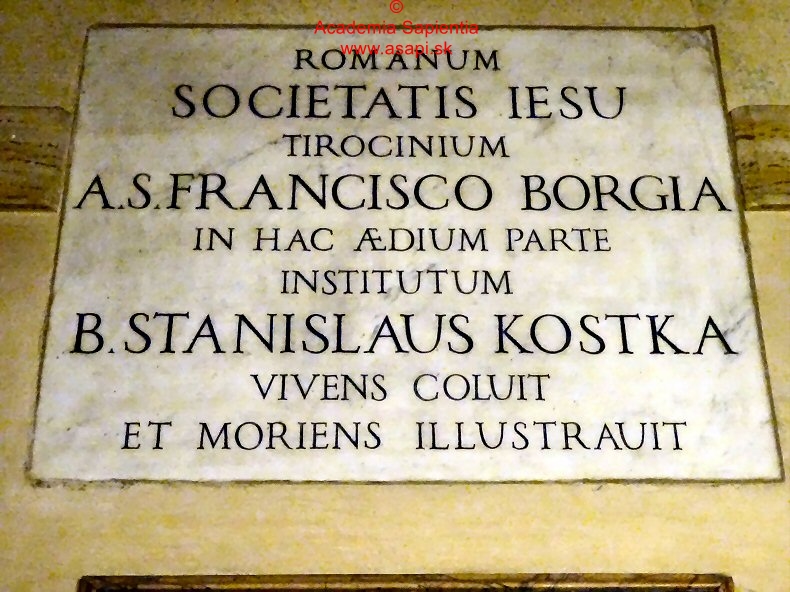 ©
Academia Sapientia
www.asapi.sk
ROMANUM
SOCIETATIS IESU
TIROCINIUM
A.S.FRANCISCO BORGIA
IN HAC ÆDIUM PARTE
INSTITUTUM
B.STANISLAUS KOSTKA
VIVENS COLUIT
ET MORIENS ILLUSTRAUIT